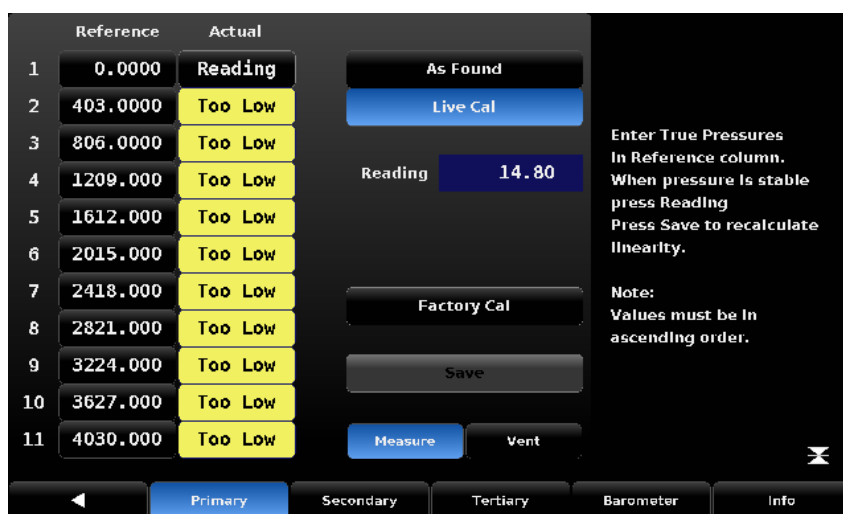 Reference Actual
1 0.0000 Reading
2 403.0000 Too Low
3 806.0000 Too Low
4 1209.000 Too Low
5 1612.000 Too Low
6 2015.000 Too Low
7 2418.000 Too Low
8 2821.000 Too Low
9 3224.000 Too Low
10 3627.000 Too Low
11 4030.000 Too Low
As Found
Live Cal
Reading 14.80
Factory Cal
Save
Measure Vent
Enter True Pressures
In Reference column.
When pressure is stable
press Reading
Press Save to recalculate
linearity.
Note:
Values must be in
ascending order.
Primary Secondary Tertiary Barometer Info